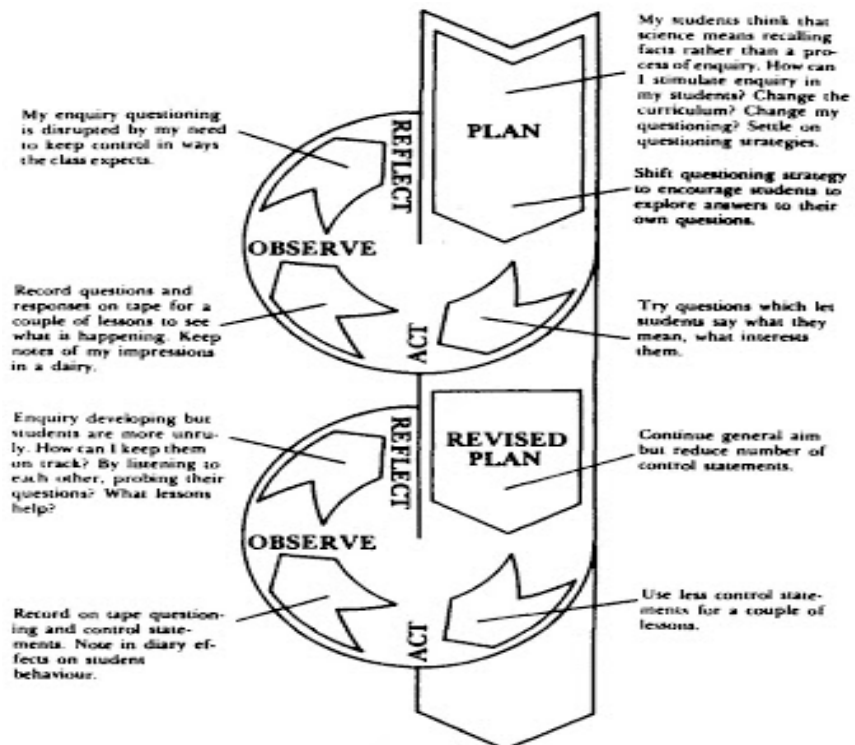 My students think that
science means recalling
facts rather than a pro-
cess of enquiry. How can
I stimulate enquiry in
my students? Change the
curriculum? Change my
questioning? Settle on
questioning strategies.
PLAN
Shift questioning strategy
to encourage students to
explore answers to their
own questions.
My enquiry questioning
is disrupted by my need
to keep control in ways
the class expects.
REFLECT
OBSERVE
Record questions and
responses on tape for a
couple of lessons to see
what is happening. Keep
notes of my impressions
in a dairy.
ACT
Try questions which let
students say what they
mean, what interests
them.
Enquiry developing but
students are more unru-
ly. How can I keep them
on track? By listening to
each other, probing their
questions? What lessons
help?
REFLECT
REVISED
PLAN
Continue general aim
but reduce number of
control statements.
OBSERVE
Record on tape question-
ing and control state-
ments. Note in diary ef-
fects on student
behaviour.
ACT
Use less control state-
ments for a couple of
lessons.